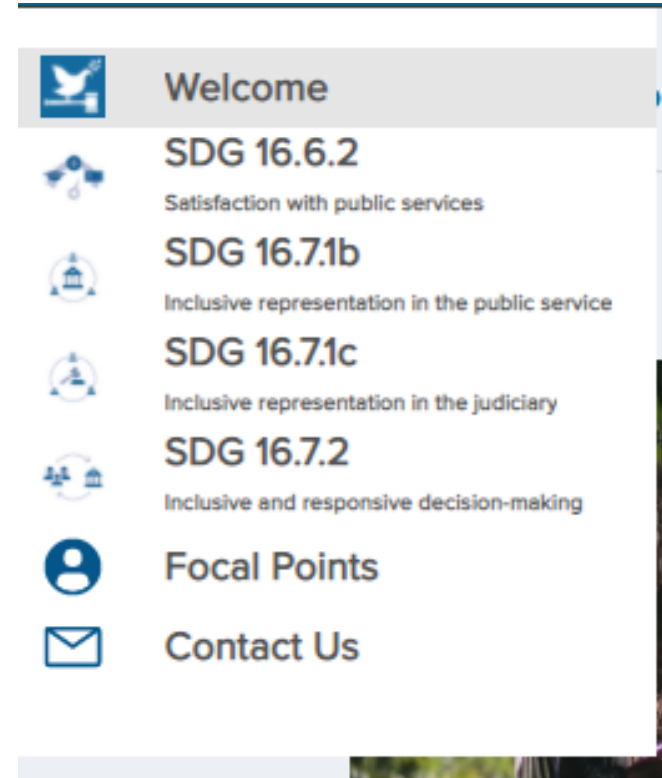 Welcome
SDG 16.6.2
Satisfaction with public services
SDG 16.7.1b
Inclusive representation in the public service
SDG 16.7.1c
Inclusive representation in the judiciary
SDG 16.7.2
Inclusive and responsive decision-making
Focal Points
Contact Us